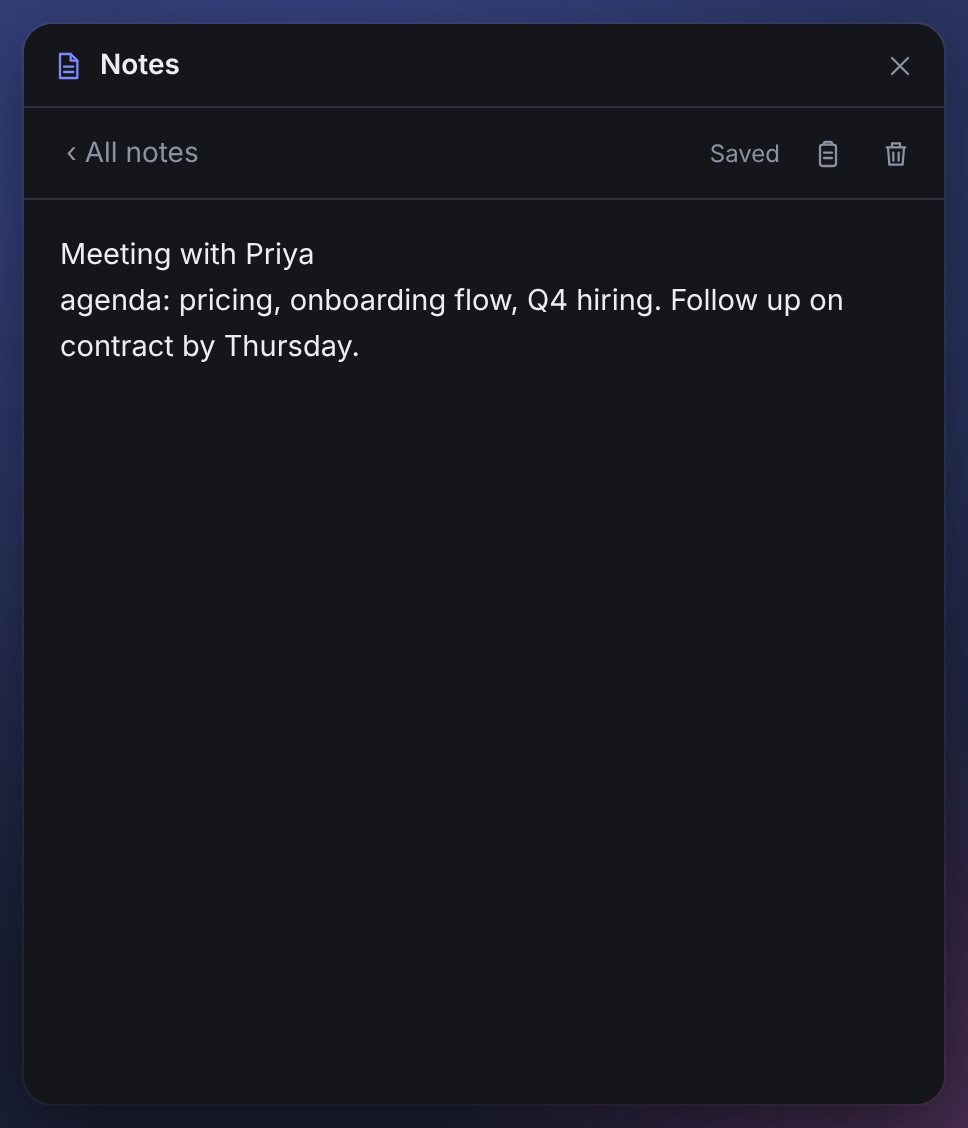 Notes
‹ All notes
Saved
Meeting with Priya
agenda: pricing, onboarding flow, Q4 hiring. Follow up on
contract by Thursday.